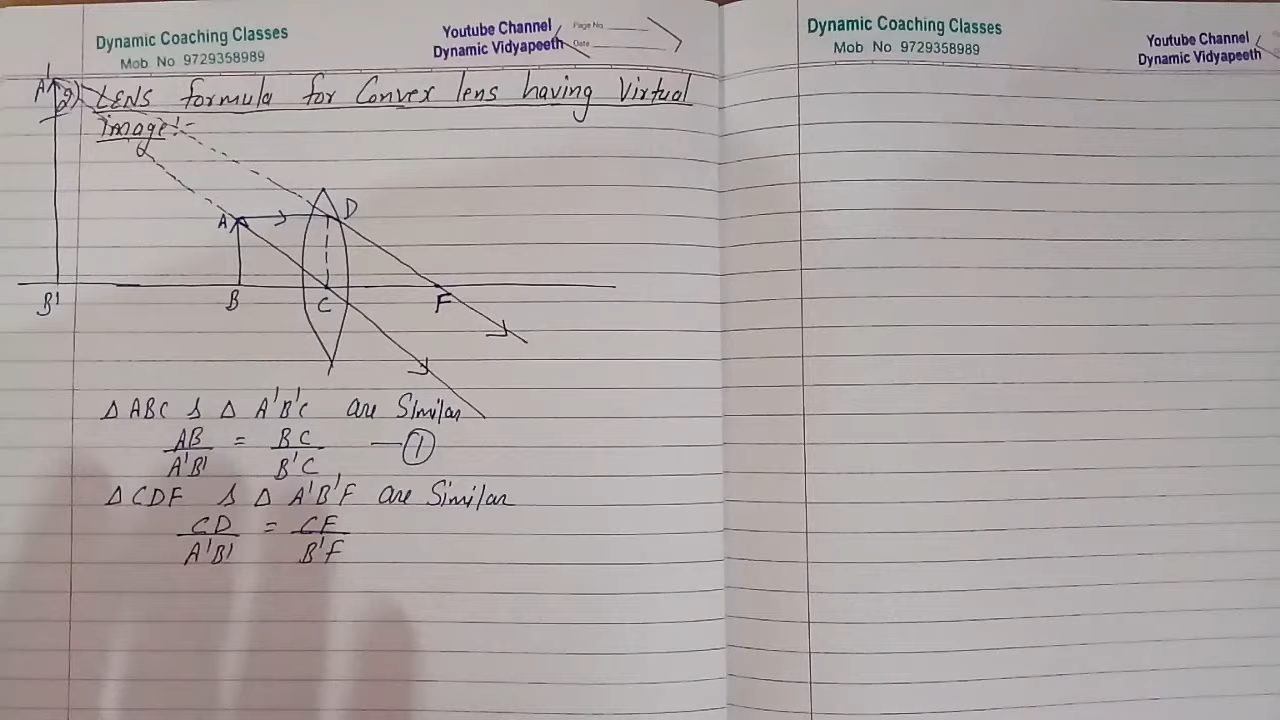 Dynamic Coaching Classes
Mob No 9729358989
Youtube Channel
Dynamic Vidyapeeth
Page No.
Date
2) LENS formula for Convex lens having Virtual
image:-
A'
A
D
B'
B
C
F
Δ ABC & Δ A'B'C are Similar
AB/A'B' = BC/B'C — ①
Δ CDF & Δ A'B'F are Similar
CD/A'B' = CF/B'F
Dynamic Coaching Classes
Mob No 9729358989
Youtube Channel
Dynamic Vidyapeeth